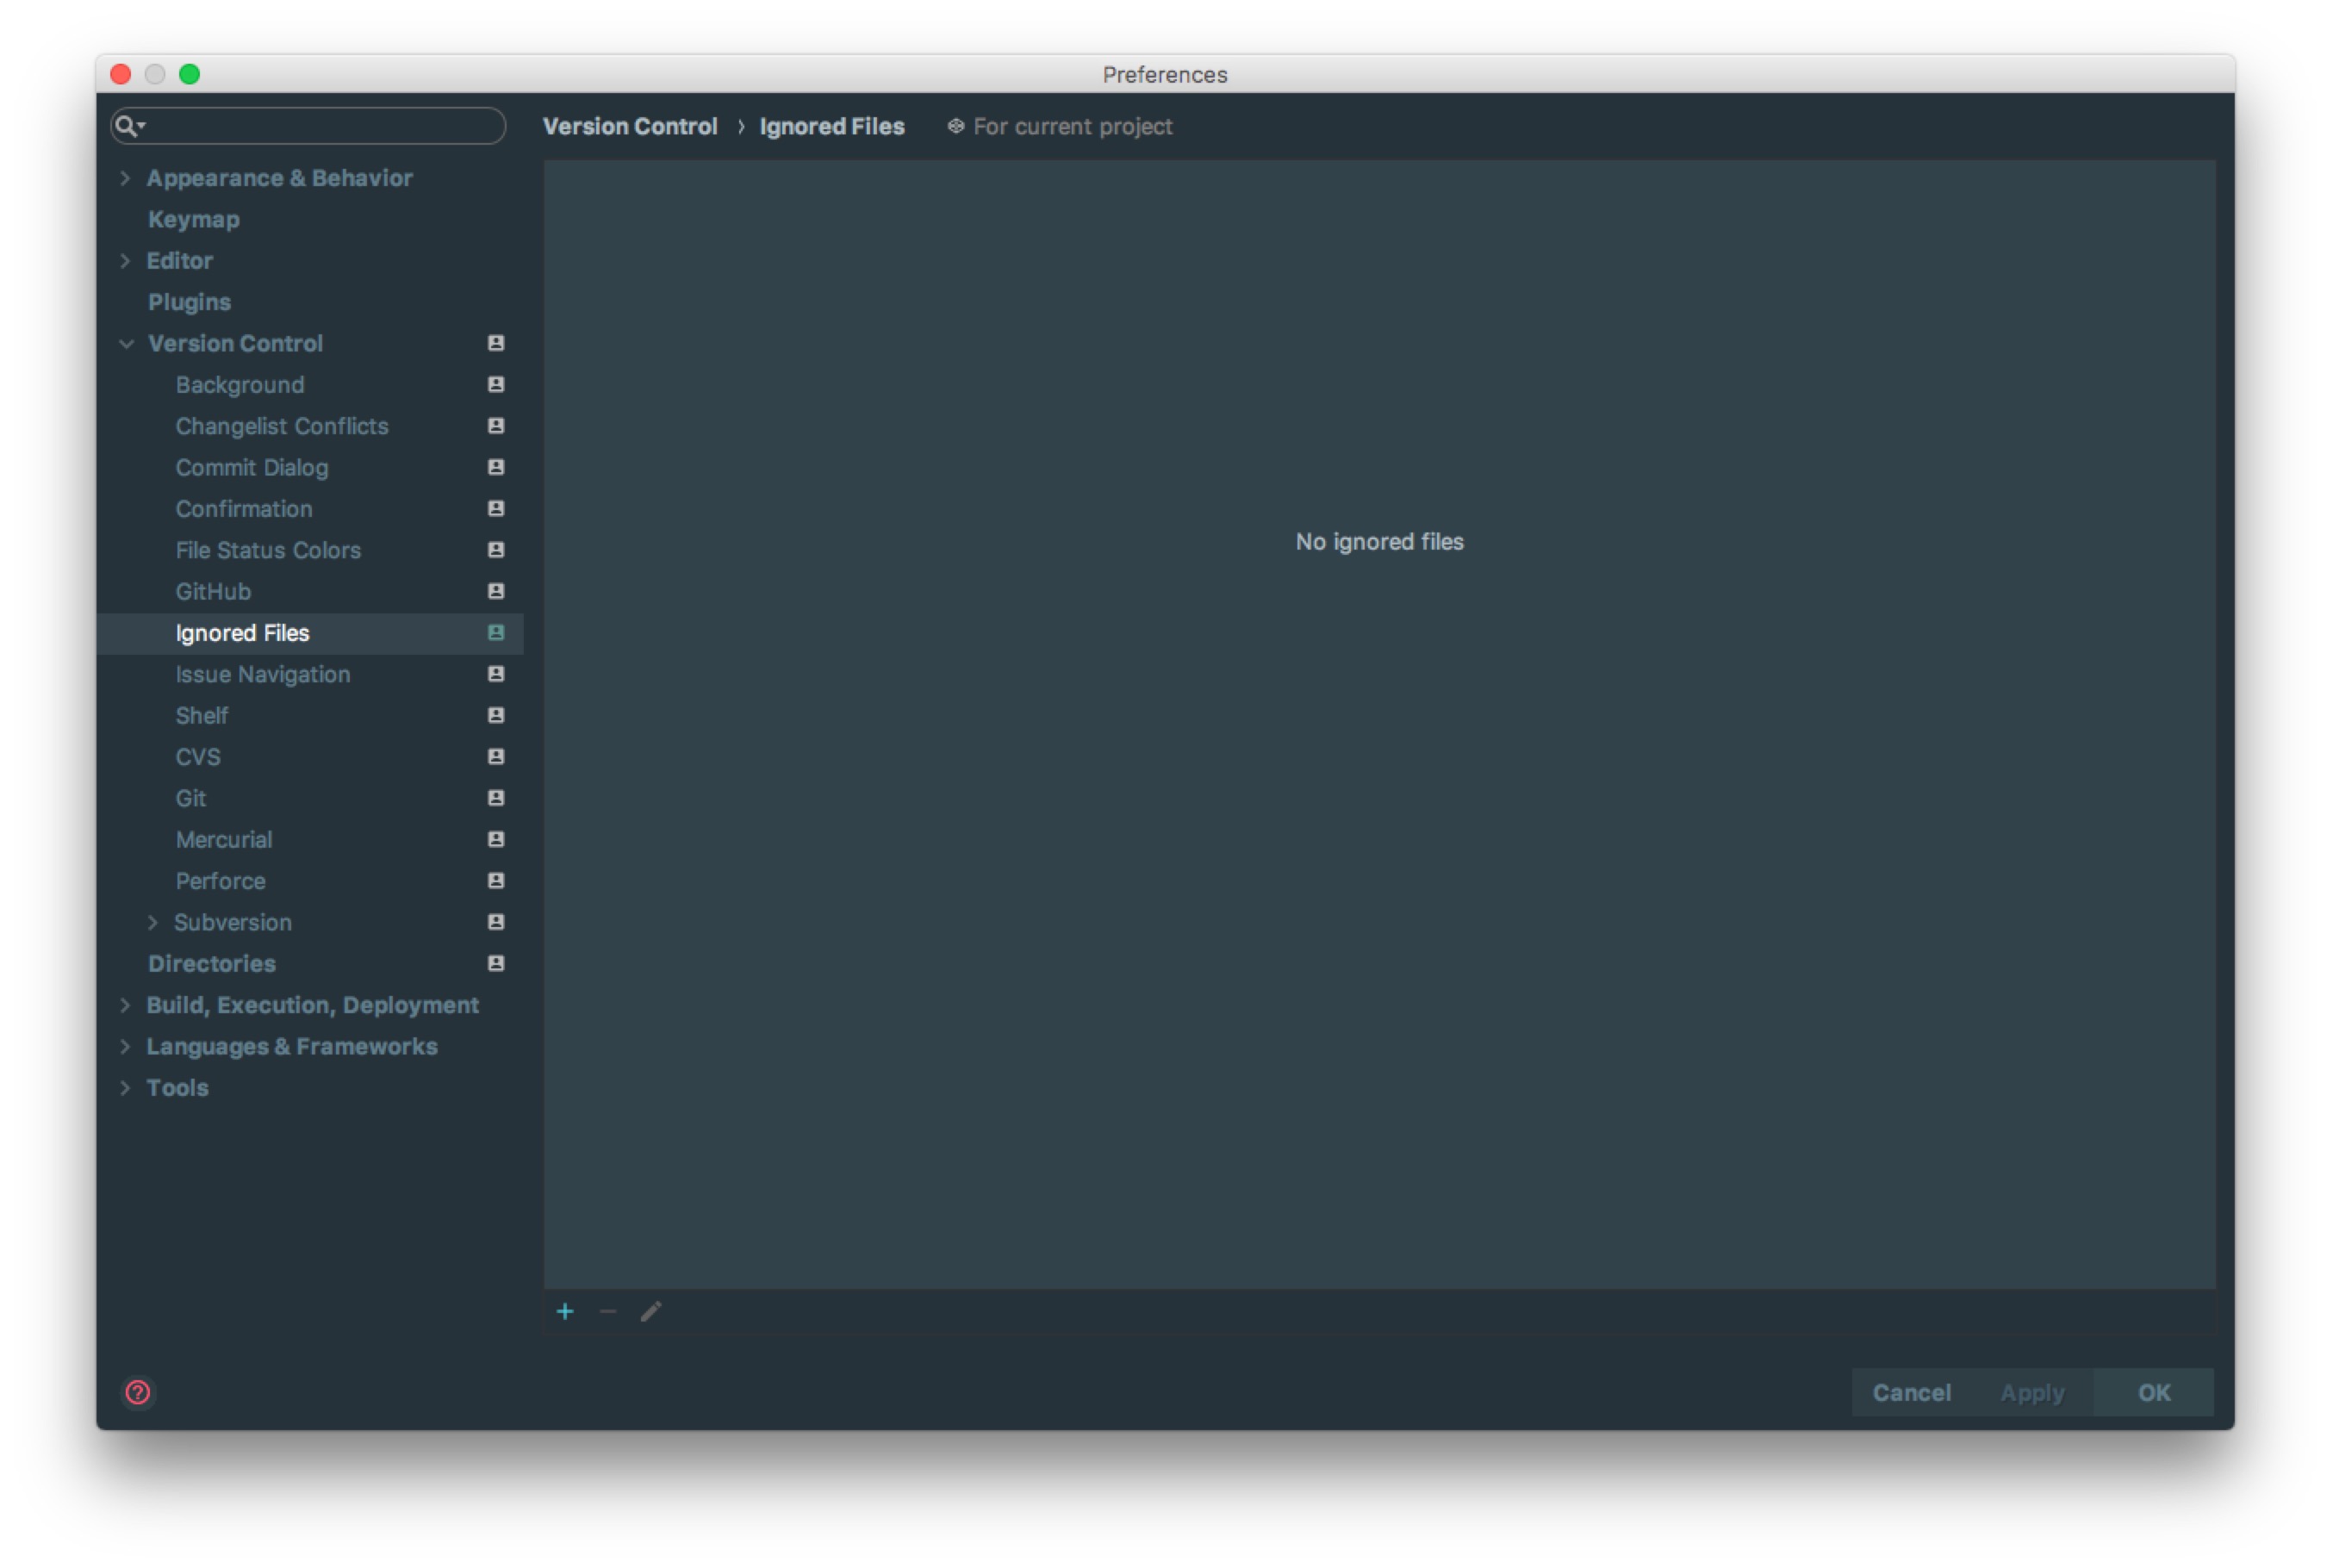 Preferences
Version Control › Ignored Files For current project
Appearance & Behavior
Keymap
Editor
Plugins
Version Control
Background
Changelist Conflicts
Commit Dialog
Confirmation
File Status Colors
GitHub
Ignored Files
Issue Navigation
Shelf
CVS
Git
Mercurial
Perforce
Subversion
Directories
Build, Execution, Deployment
Languages & Frameworks
Tools
No ignored files
Cancel Apply OK